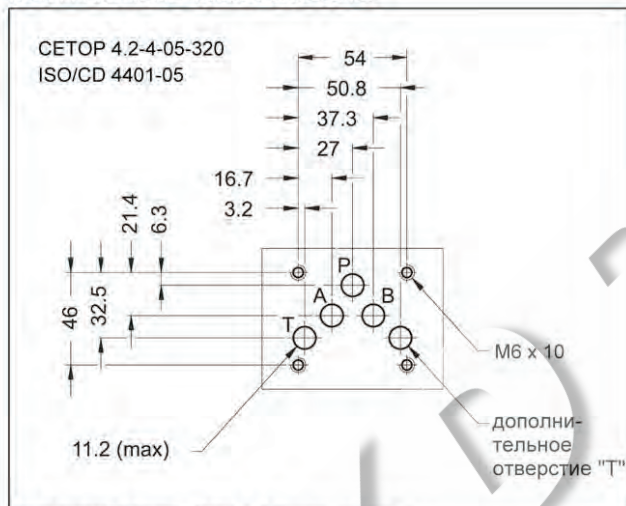 СЕТОР 4.2-4-05-320
ISO/CD 4401-05
54
50.8
37.3
27
16.7
3.2
21.4
6.3
46
32.5
P
A
B
T
M6 x 10
11.2 (max)
дополни-
тельное
отверстие "Т"